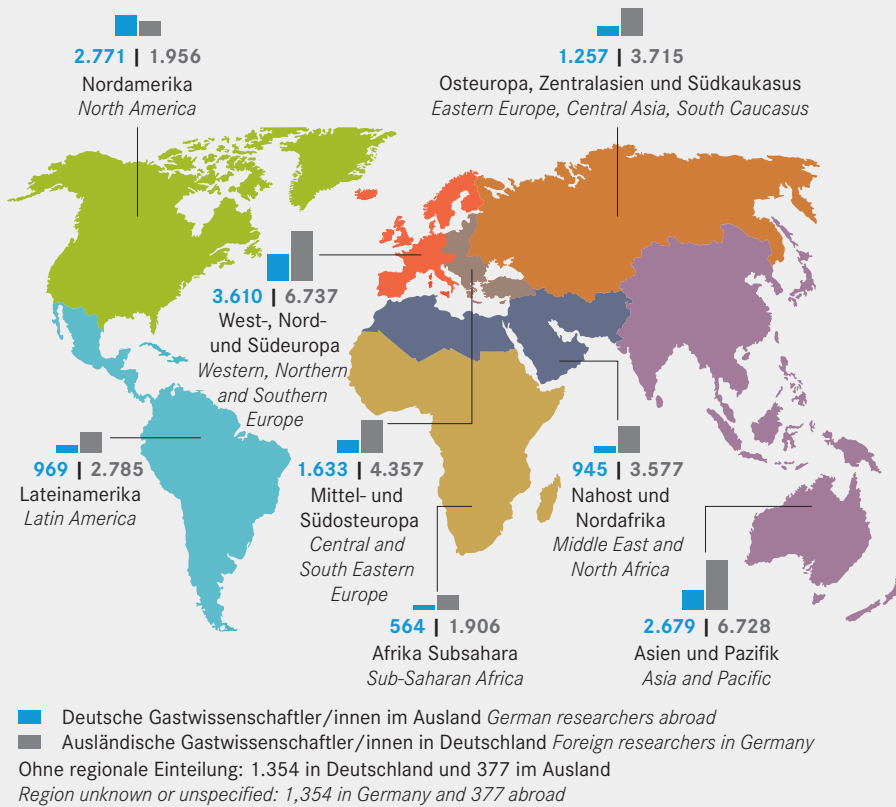 2.771 | 1.956
Nordamerika
North America
1.257 | 3.715
Osteuropa, Zentralasien und Südkaukasus
Eastern Europe, Central Asia, South Caucasus
3.610 | 6.737
West-, Nord-
und Südeuropa
Western, Northern
and Southern
Europe
969 | 2.785
Lateinamerika
Latin America
1.633 | 4.357
Mittel- und
Südosteuropa
Central and
South Eastern
Europe
945 | 3.577
Nahost und
Nordafrika
Middle East and
North Africa
564 | 1.906
Afrika Subsahara
Sub-Saharan Africa
2.679 | 6.728
Asien und Pazifik
Asia and Pacific
Deutsche Gastwissenschaftler/innen im Ausland German researchers abroad
Ausländische Gastwissenschaftler/innen in Deutschland Foreign researchers in Germany
Ohne regionale Einteilung: 1.354 in Deutschland und 377 im Ausland
Region unknown or unspecified: 1,354 in Germany and 377 abroad